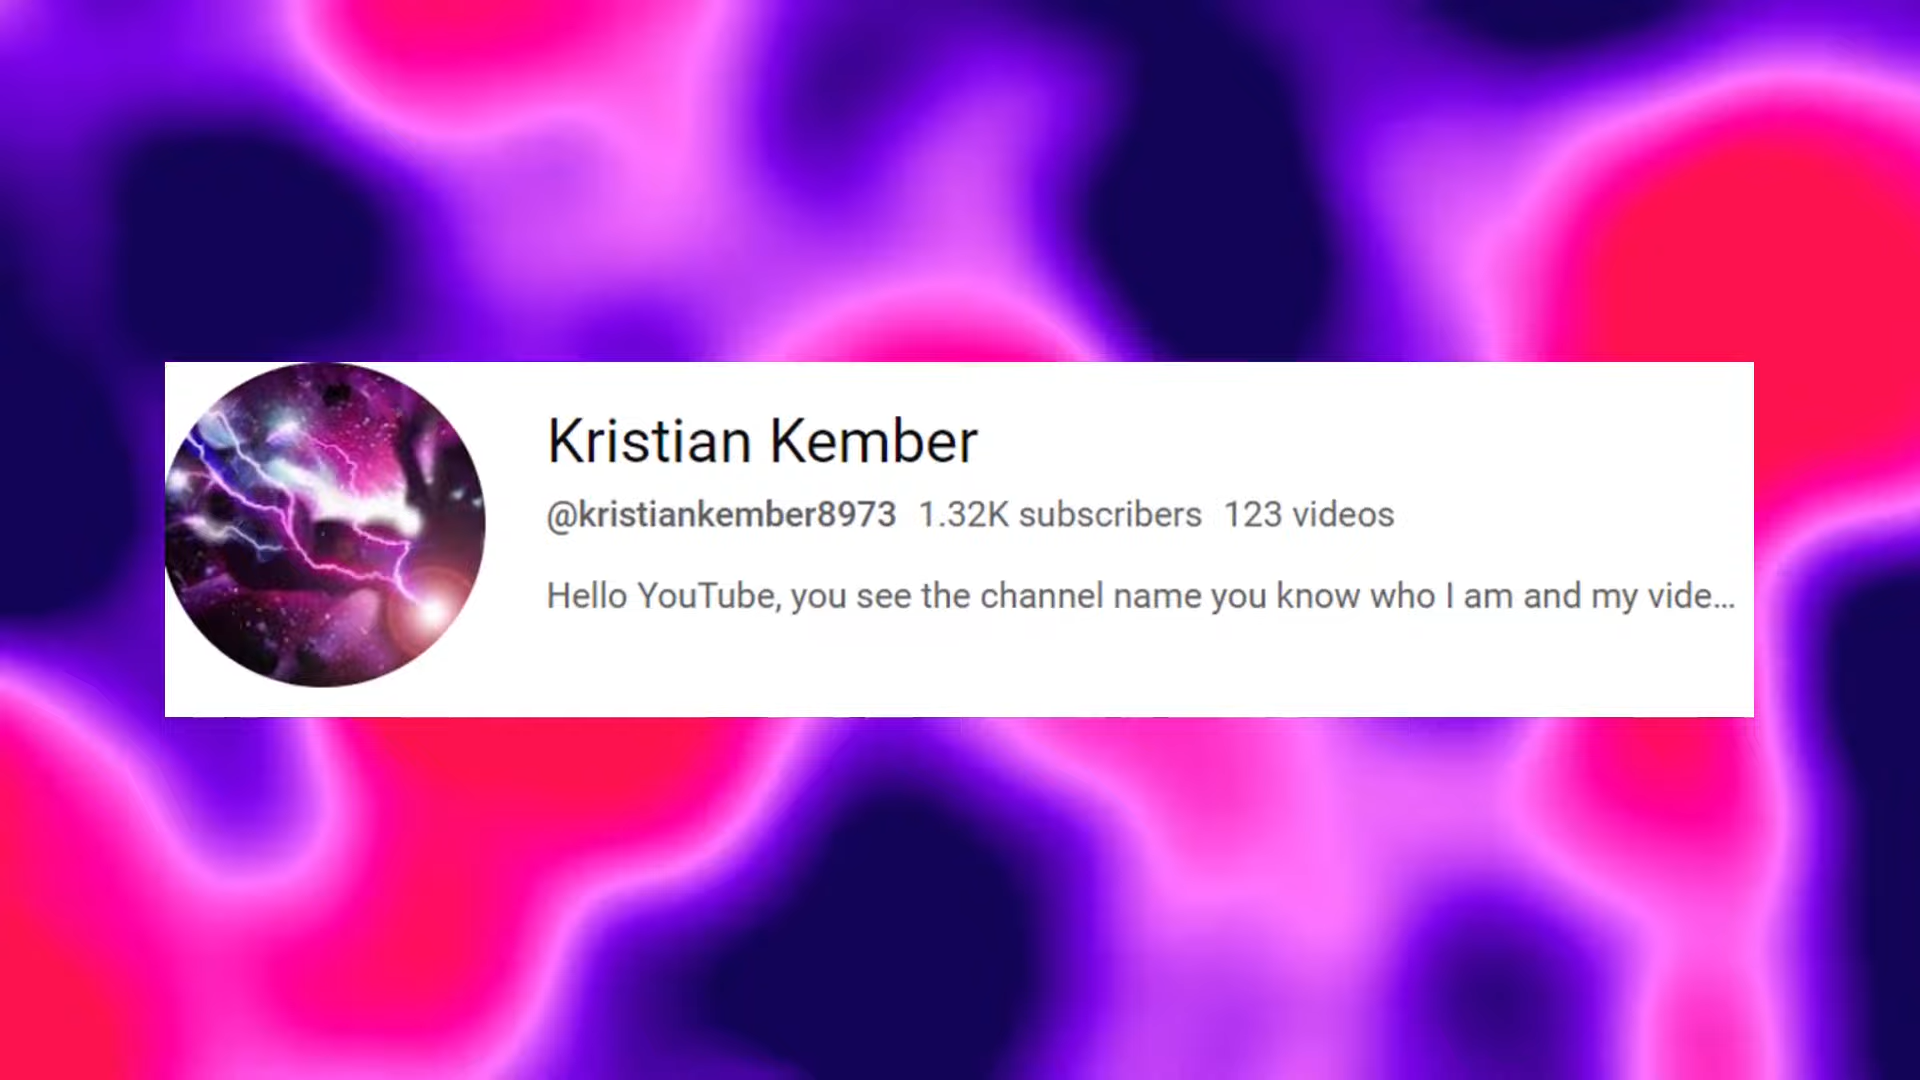 Kristian Kember
@kristiankember8973 1.32K subscribers 123 videos
Hello YouTube, you see the channel name you know who I am and my vide...